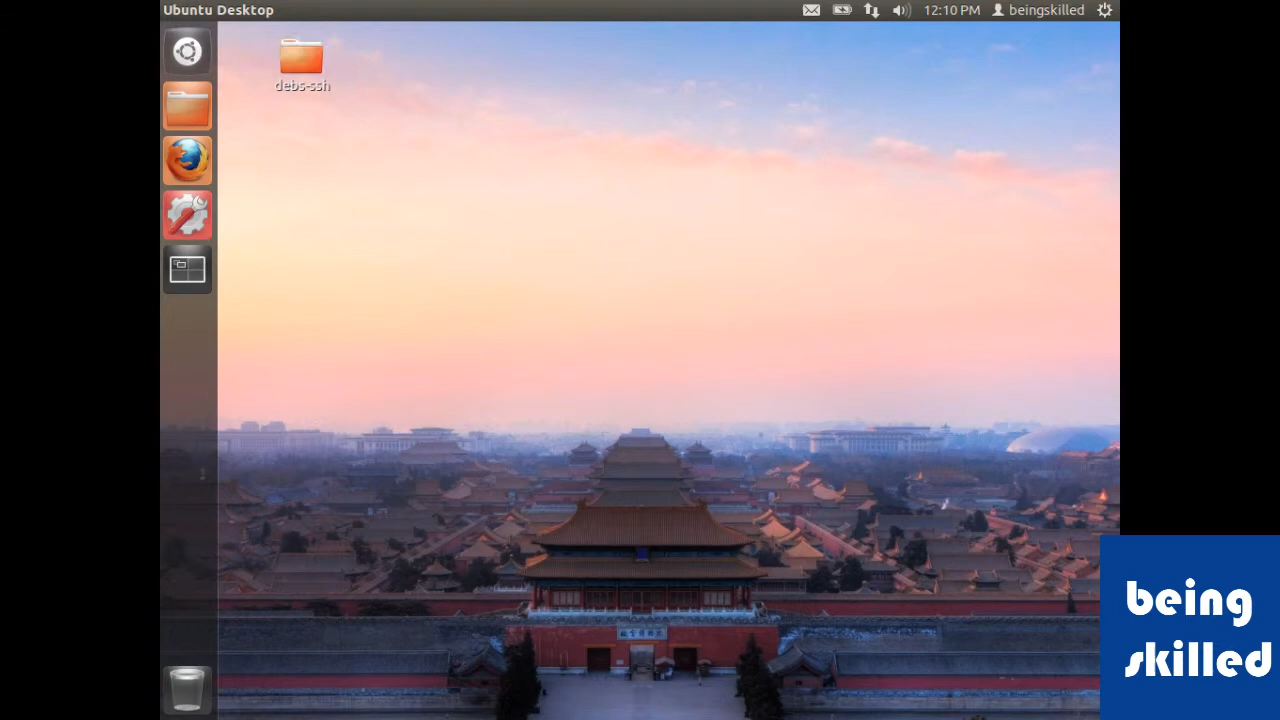 Ubuntu Desktop
12:10 PM beingskilled
debs-ssh
being
skilled